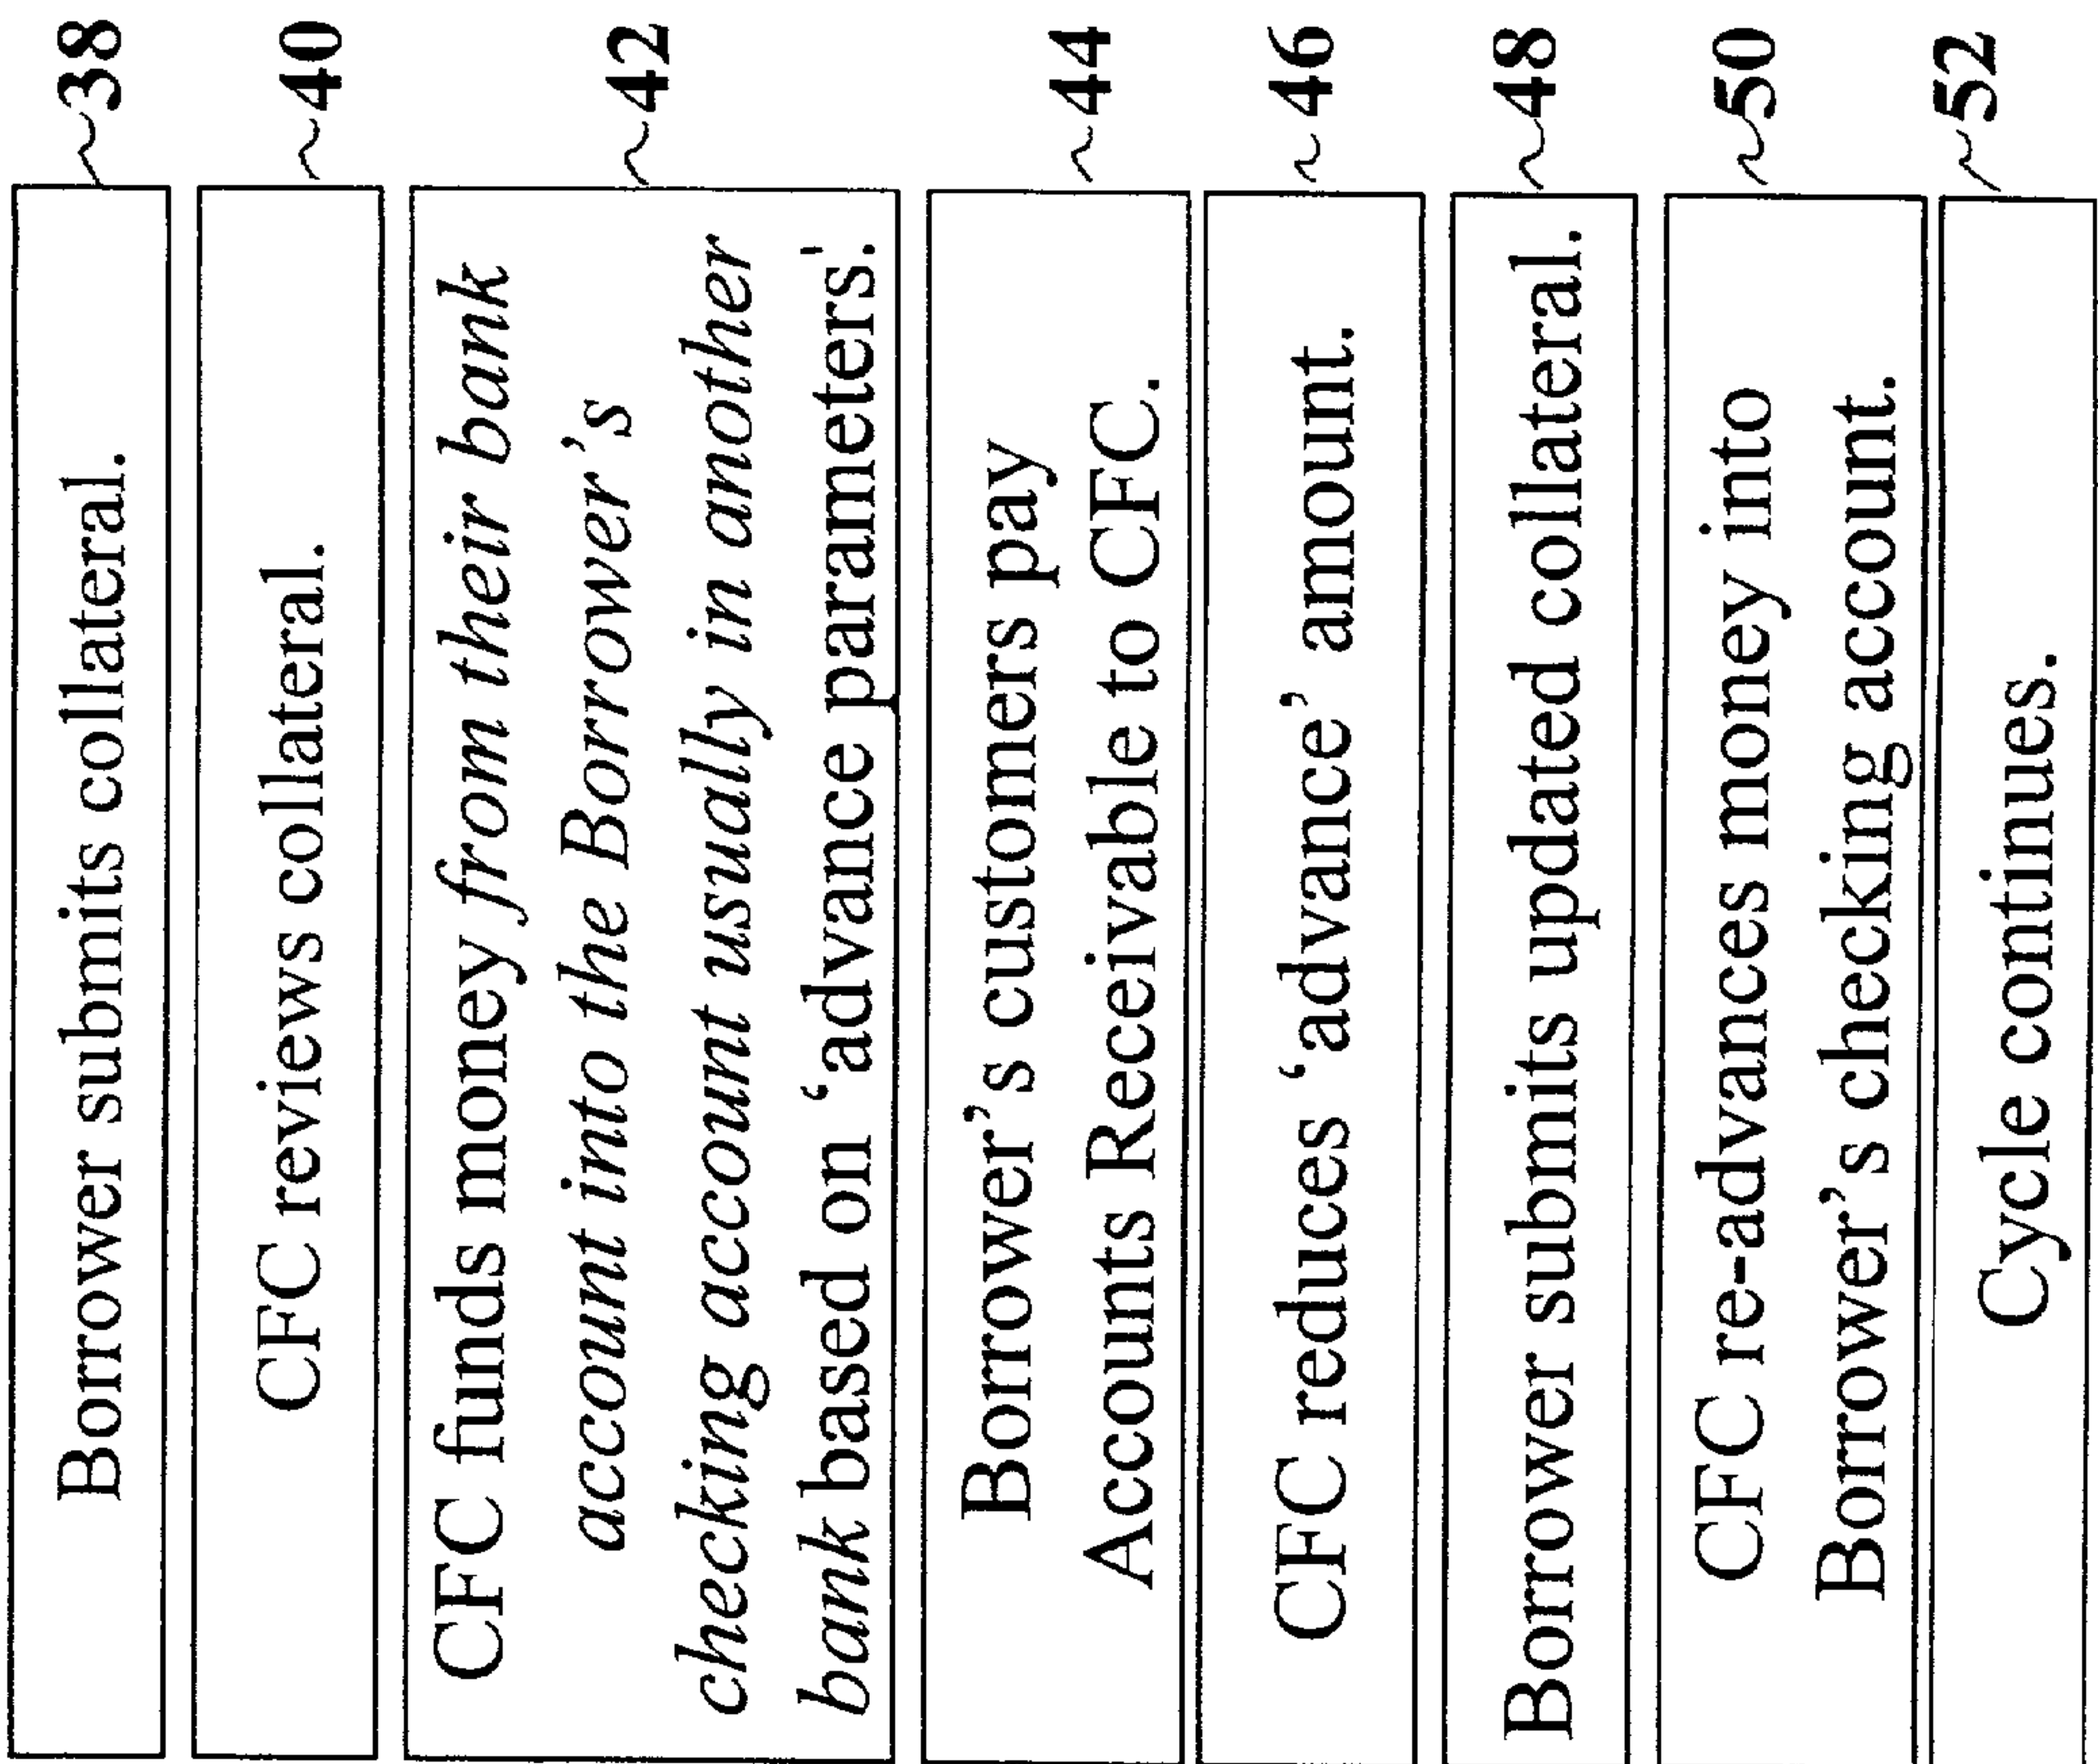 Borrower submits collateral. 38
CFC reviews collateral. 40
CFC funds money from their bank
account into the Borrower's
checking account usually in another
bank based on ‘advance parameters.' 42
Borrower’s customers pay
Accounts Receivable to CFC. 44
CFC reduces ‘advance’ amount. 46
Borrower submits updated collateral. 48
CFC re-advances money into
Borrower’s checking account. 50
Cycle continues. 52